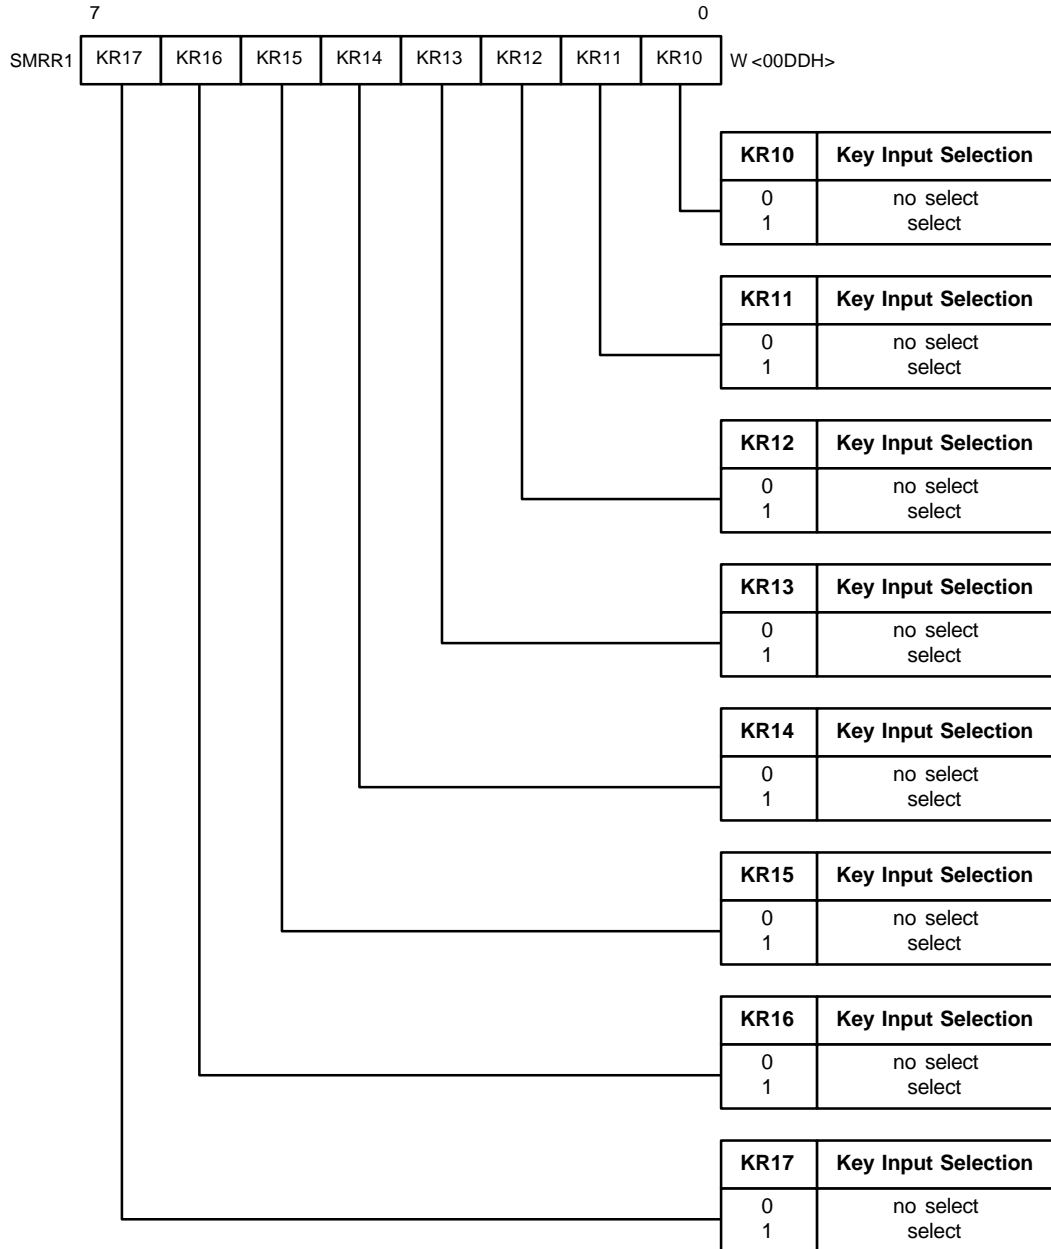 7 0
SMRR1 KR17 KR16 KR15 KR14 KR13 KR12 KR11 KR10 W <00DDH>
KR10 Key Input Selection
0 no select
1 select
KR11 Key Input Selection
0 no select
1 select
KR12 Key Input Selection
0 no select
1 select
KR13 Key Input Selection
0 no select
1 select
KR14 Key Input Selection
0 no select
1 select
KR15 Key Input Selection
0 no select
1 select
KR16 Key Input Selection
0 no select
1 select
KR17 Key Input Selection
0 no select
1 select